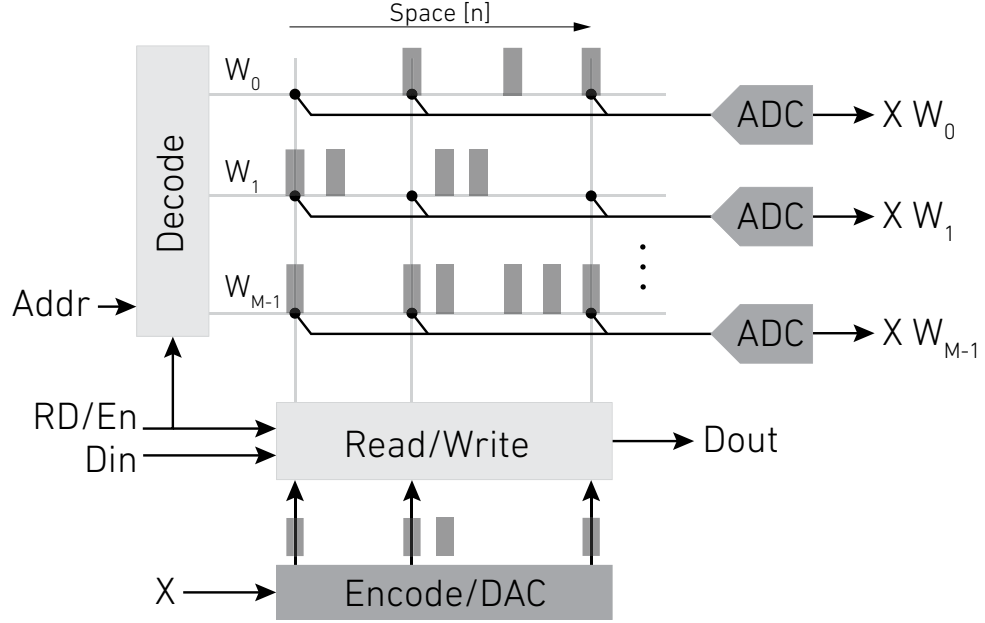 Space [n]
Decode
W0
ADC
X W0
W1
ADC
X W1
WM-1
ADC
X WM-1
Addr
RD/En
Din
Read/Write
Dout
X
Encode/DAC